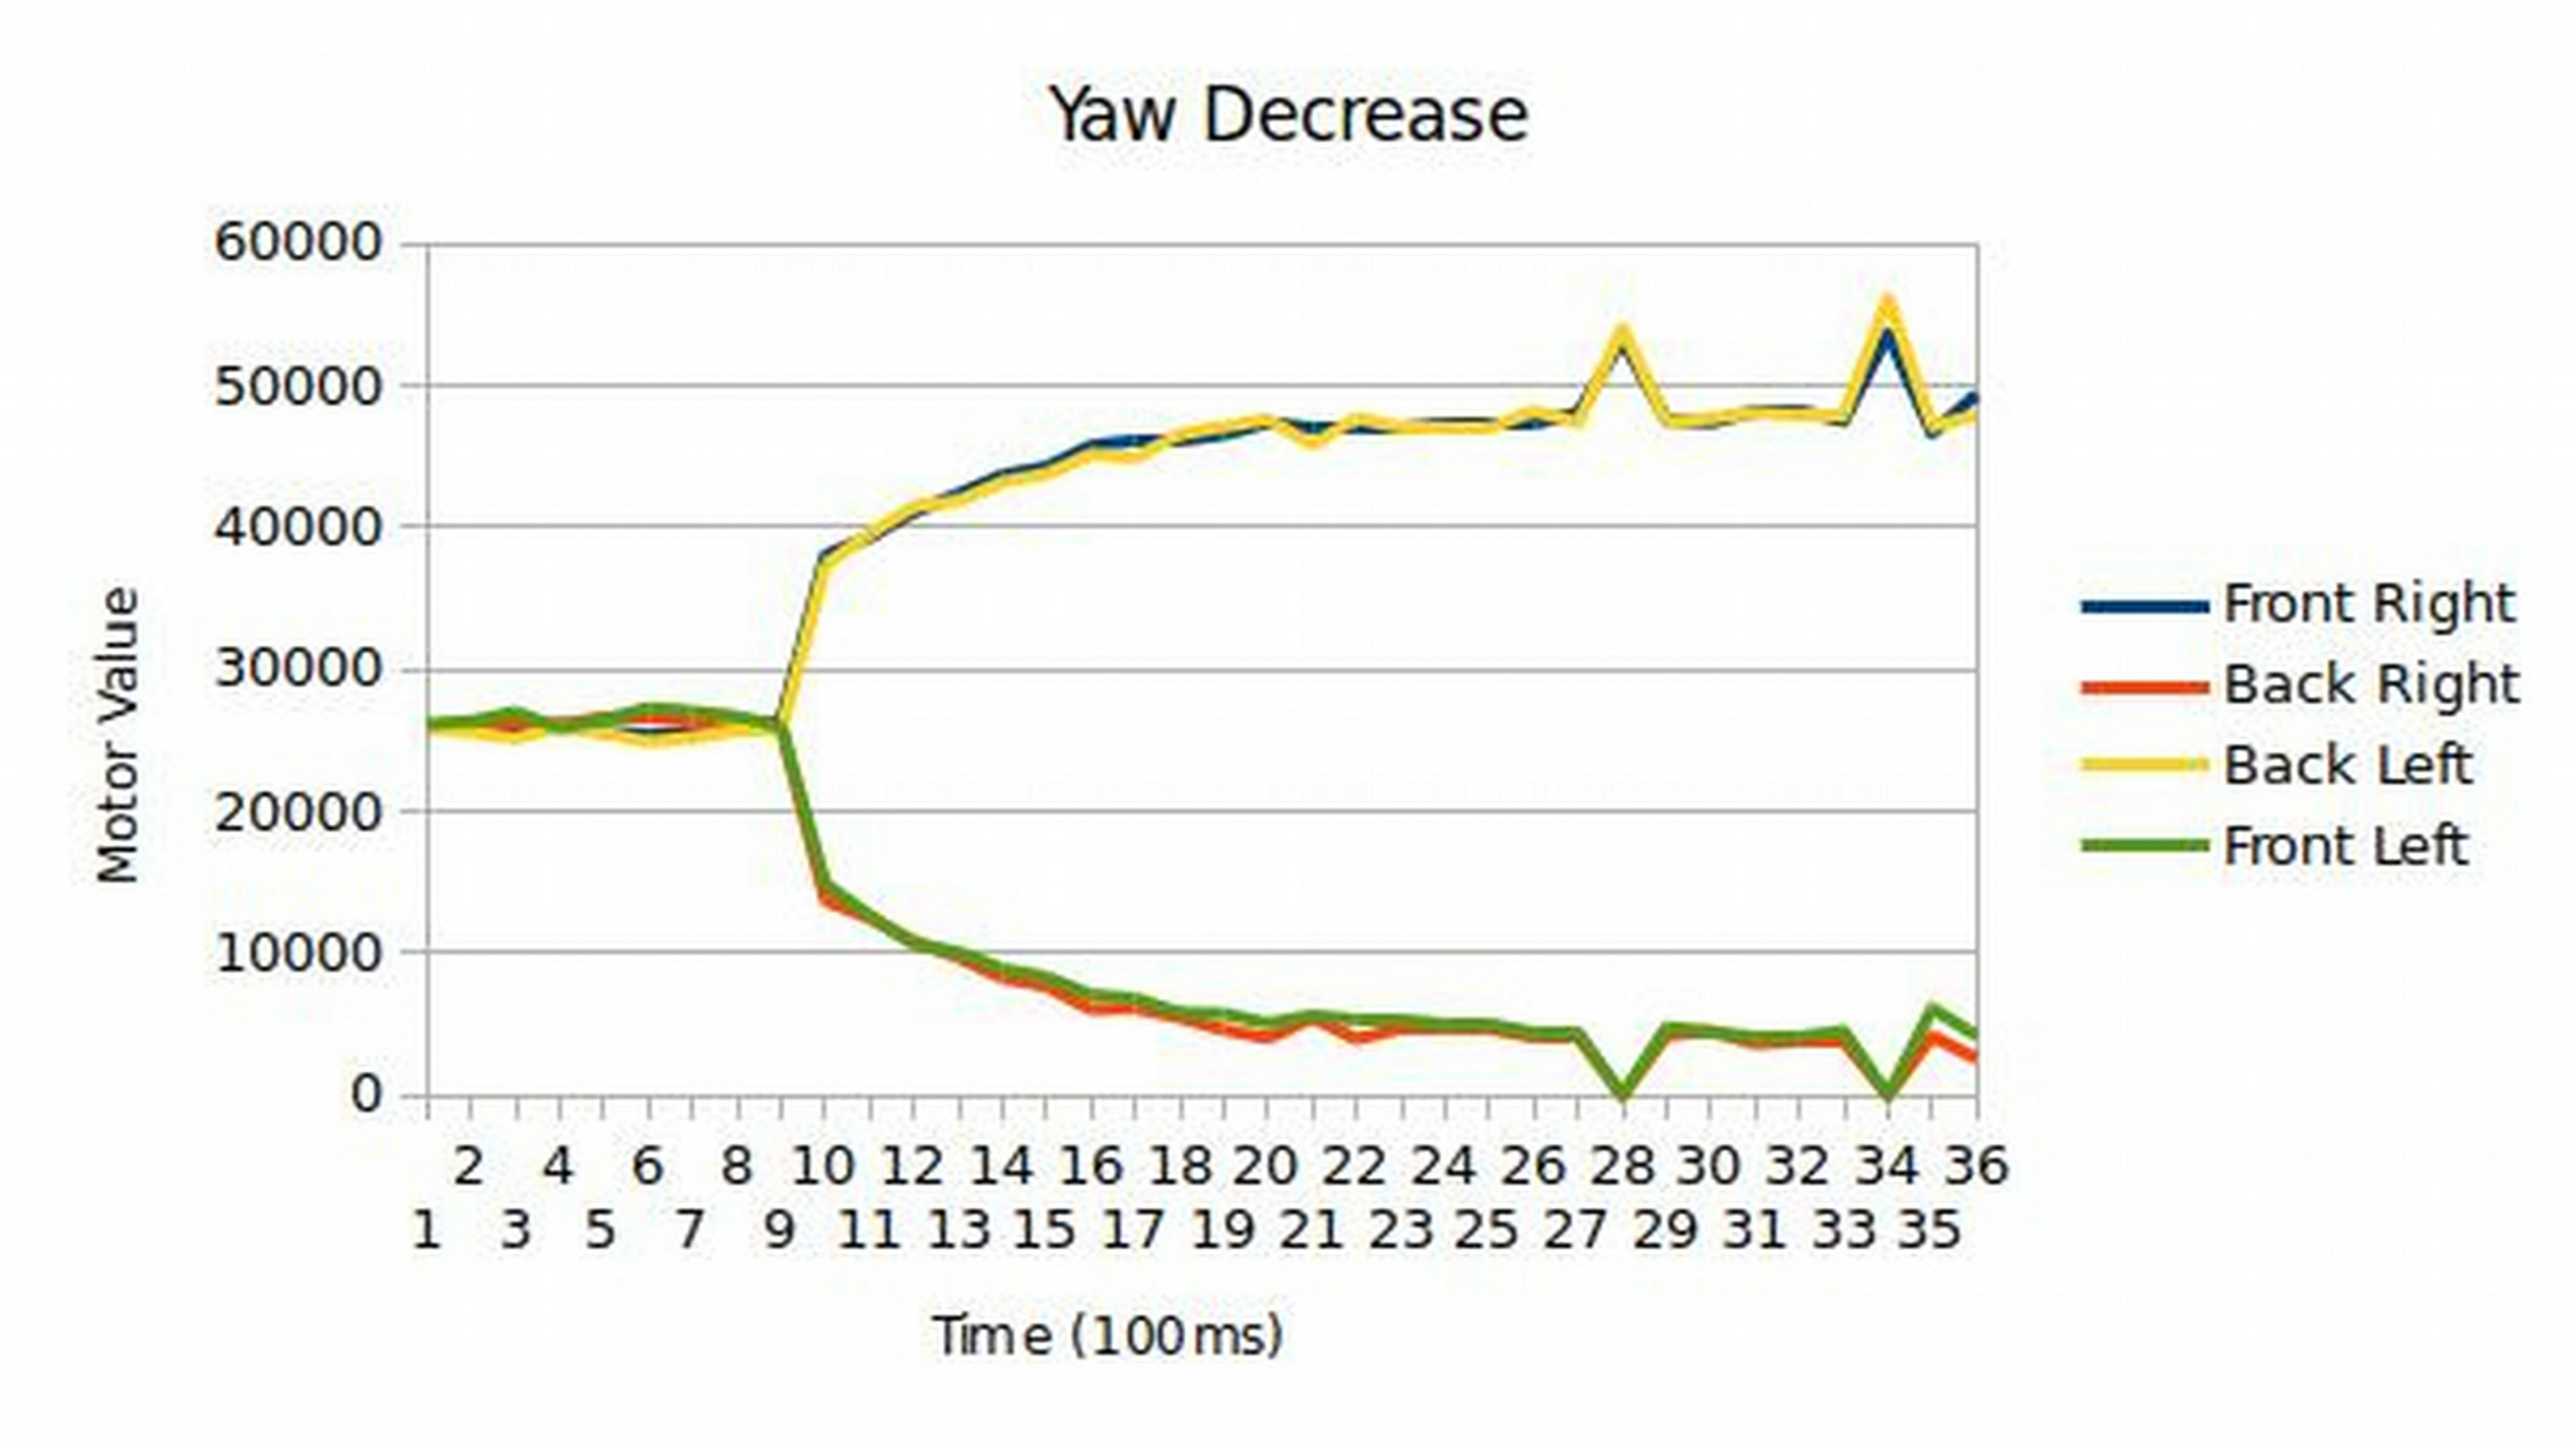 Yaw Decrease
60000
50000
40000
30000
20000
10000
0
Motor Value
2 4 6 8 10 12 14 16 18 20 22 24 26 28 30 32 34 36
1 3 5 7 9 11 13 15 17 19 21 23 25 27 29 31 33 35
Time (100ms)
Front Right
Back Right
Back Left
Front Left